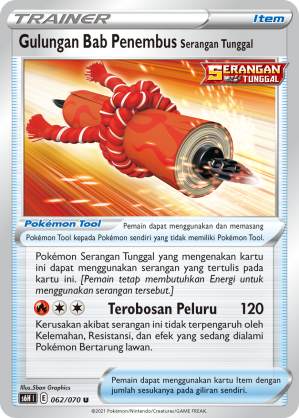 TRAINER Item
Gulungan Bab Penembus Serangan Tunggal
SERANGAN
TUNGGAL
Pokémon Tool Pemain dapat menggunakan dan memasang
Pokémon Tool kepada Pokémon sendiri yang tidak memiliki Pokémon Tool.
Pokémon Serangan Tunggal yang mengenakan kartu
ini dapat menggunakan serangan yang tertulis pada
kartu ini. [Pemain tetap membutuhkan Energi untuk
menggunakan serangan tersebut.]
Terobosan Peluru 120
Kerusakan akibat serangan ini tidak terpengaruh oleh
Kelemahan, Resistansi, dan efek yang sedang dialami
Pokémon Bertarung lawan.
Illus.5ban Graphics
s6H I E 062/070 U
Pemain dapat menggunakan kartu Item dengan
jumlah sesukanya pada giliran sendiri.
©2021 Pokémon/Nintendo/Creatures/GAME FREAK